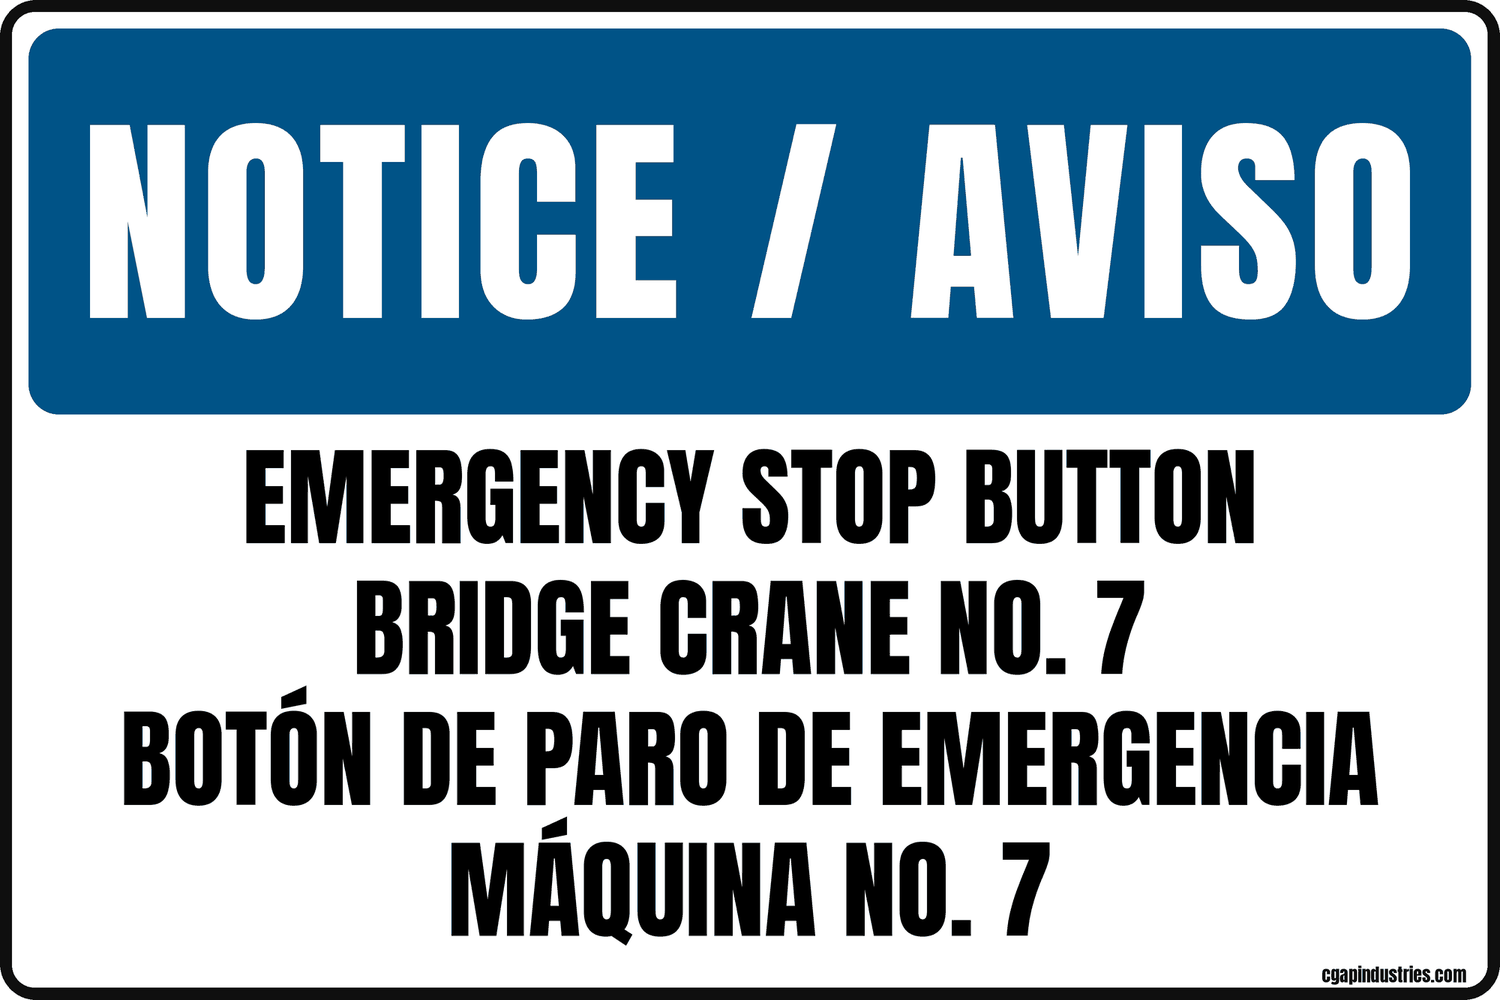 NOTICE / AVISO
EMERGENCY STOP BUTTON
BRIDGE CRANE NO. 7
BOTÓN DE PARO DE EMERGENCIA
MÁQUINA NO. 7
cgapindustries.com